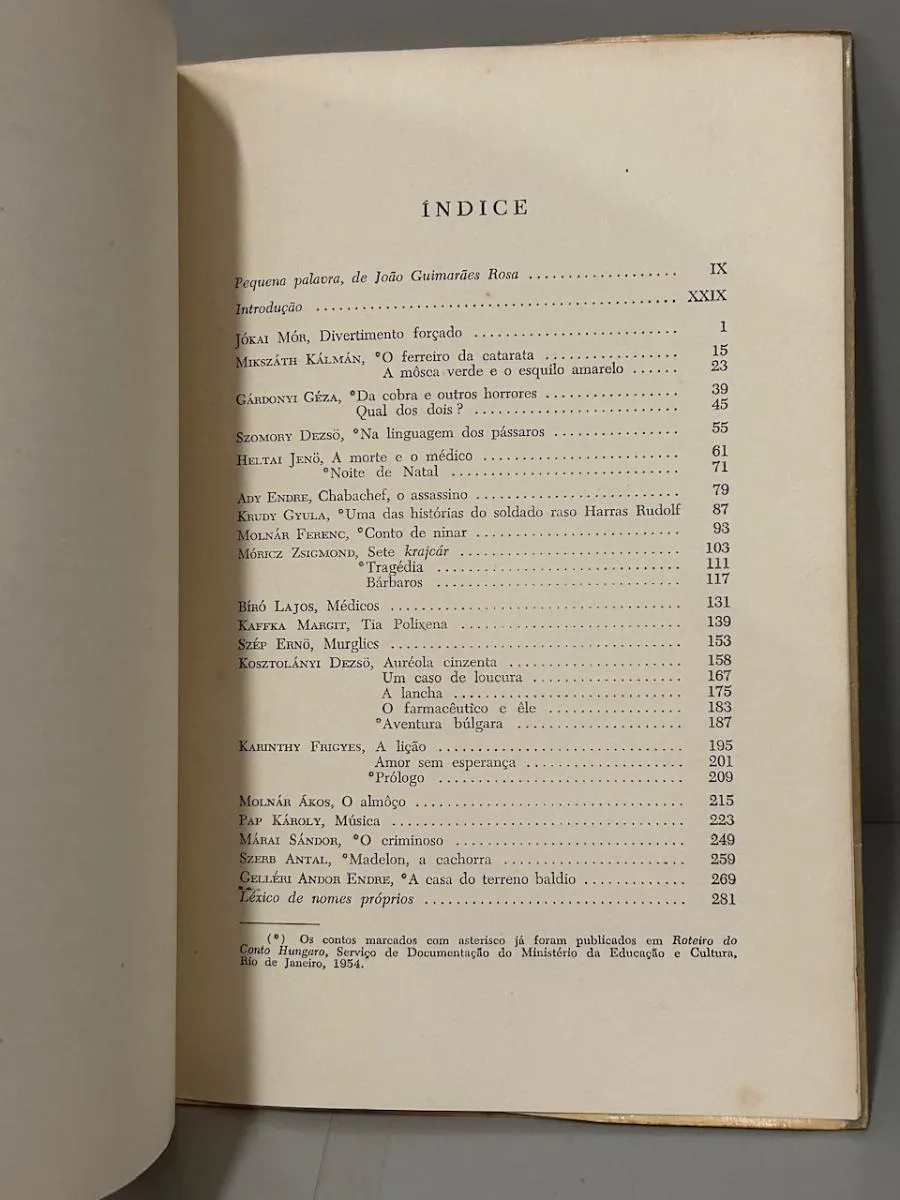 ÍNDICE
Pequena palavra, de João Guimarães Rosa ................... IX
Introdução ............................................... XXIX
JÓKAI MÓR, Divertimento forçado .......................... 1
MIKSZÁTH KÁLMÁN, *O ferreiro da catarata ................. 15
A môsca verde e o esquilo amarelo ...... 23
GÁRDONYI GÉZA, *Da cobra e outros horrores ................. 39
Qual dos dois? .......................... 45
SZOMORY DEZSÖ, *Na linguagem dos pássaros ................ 55
HELTAI JENÖ, A morte e o médico ......................... 61
*Noite de Natal ............................. 71
ADY ENDRE, Chabachef, o assassino .......................... 79
KRUDY GYULA, *Uma das histórias do soldado raso Harras Rudolf 87
MOLNÁR FERENC, *Conto de ninar .......................... 93
MÓRICZ ZSIGMOND, Sete krajcár ............................ 103
*Tragédia ............................... 111
Bárbaros ............................... 117
BÍRÓ LAJOS, Médicos ..................................... 131
KAFFKA MARGIT, Tia Polixena ............................ 139
SZÉP ERNÖ, Murglics ..................................... 153
KOSZTOLÁNYI DEZSÖ, Auréola cinzenta ...................... 158
Um caso de loucura ................... 167
A lancha ............................. 175
O farmacêutico e êle ................. 183
*Aventura búlgara ..................... 187
KARINTHY FRIGYES, A lição ............................... 195
Amor sem esperança .................... 201
*Prólogo ............................... 209
MOLNÁR ÁKOS, O almôço .................................. 215
PAP KÁROLY, Música ...................................... 223
MÁRAI SÁNDOR, *O criminoso .............................. 249
SZERB ANTAL, *Madelon, a cachorra ....................... 259
GELLÉRI ANDOR ENDRE, *A casa do terreno baldio ............. 269
Léxico de nomes próprios ................................. 281
(*) Os contos marcados com asterisco já foram publicados em Roteiro do
Conto Hungaro, Serviço de Documentação do Ministério da Educação e Cultura,
Rio de Janeiro, 1954.